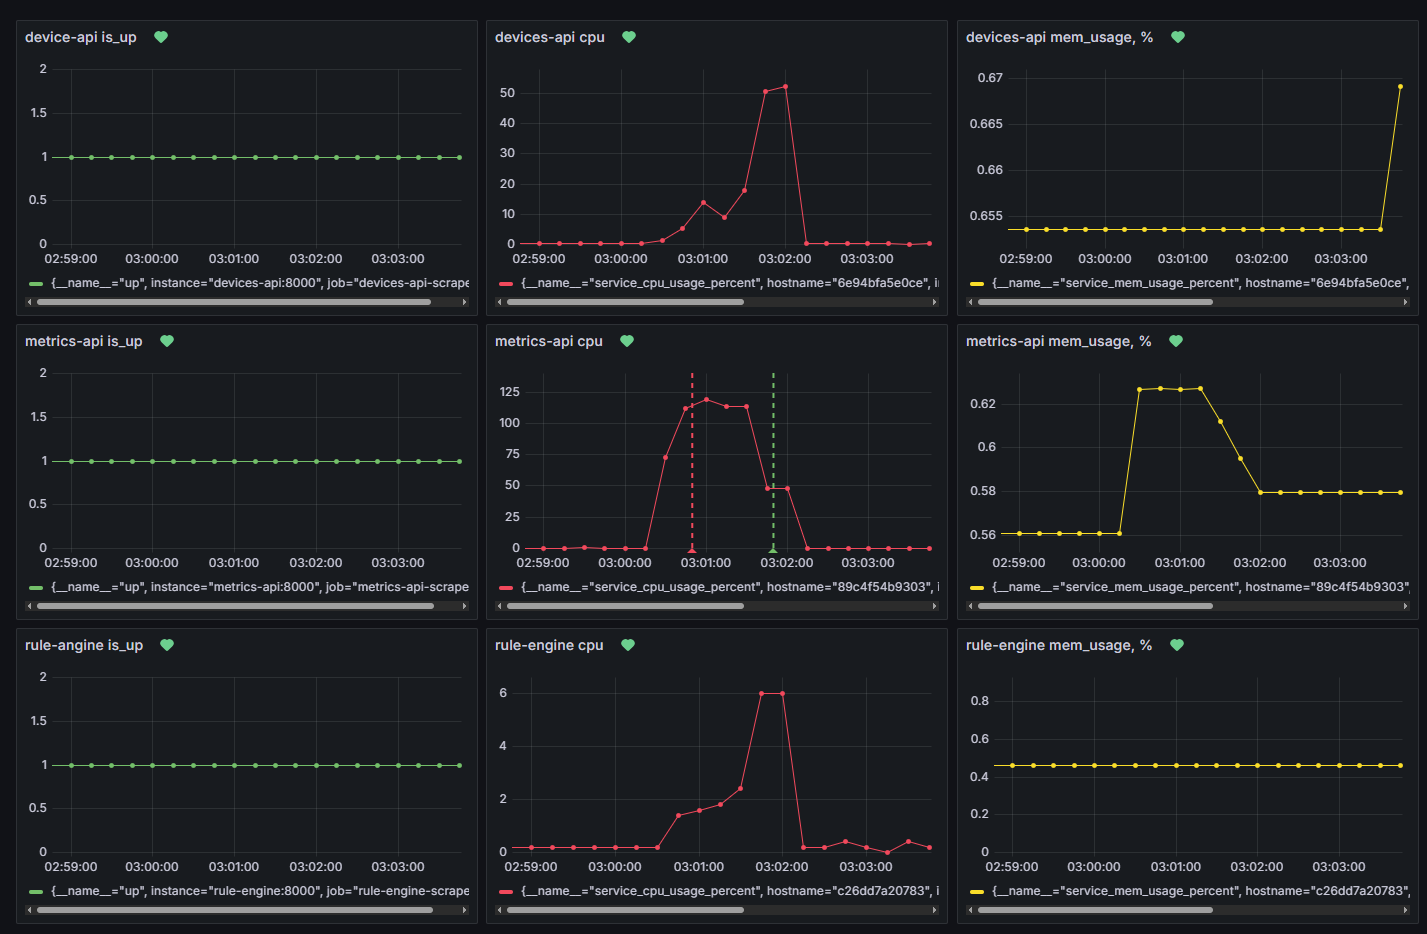 device-api is_up
2
1.5
1
0.5
0
02:59:00 03:00:00 03:01:00 03:02:00 03:03:00
{__name__="up", instance="devices-api:8000", job="devices-api-scrape
devices-api cpu
50
40
30
20
10
0
02:59:00 03:00:00 03:01:00 03:02:00 03:03:00
{__name__="service_cpu_usage_percent", hostname="6e94bfa5e0ce", i
devices-api mem_usage, %
0.67
0.665
0.66
0.655
02:59:00 03:00:00 03:01:00 03:02:00 03:03:00
{__name__="service_mem_usage_percent", hostname="6e94bfa5e0ce",
metrics-api is_up
2
1.5
1
0.5
0
02:59:00 03:00:00 03:01:00 03:02:00 03:03:00
{__name__="up", instance="metrics-api:8000", job="metrics-api-scrape
metrics-api cpu
125
100
75
50
25
0
02:59:00 03:00:00 03:01:00 03:02:00 03:03:00
{__name__="service_cpu_usage_percent", hostname="89c4f54b9303", i
metrics-api mem_usage, %
0.62
0.6
0.58
0.56
02:59:00 03:00:00 03:01:00 03:02:00 03:03:00
{__name__="service_mem_usage_percent", hostname="89c4f54b9303",
rule-angine is_up
2
1.5
1
0.5
0
02:59:00 03:00:00 03:01:00 03:02:00 03:03:00
{__name__="up", instance="rule-engine:8000", job="rule-engine-scrape
rule-engine cpu
6
4
2
0
02:59:00 03:00:00 03:01:00 03:02:00 03:03:00
{__name__="service_cpu_usage_percent", hostname="c26dd7a20783", i
rule-engine mem_usage, %
0.8
0.6
0.4
0.2
0
02:59:00 03:00:00 03:01:00 03:02:00 03:03:00
{__name__="service_mem_usage_percent", hostname="c26dd7a20783",